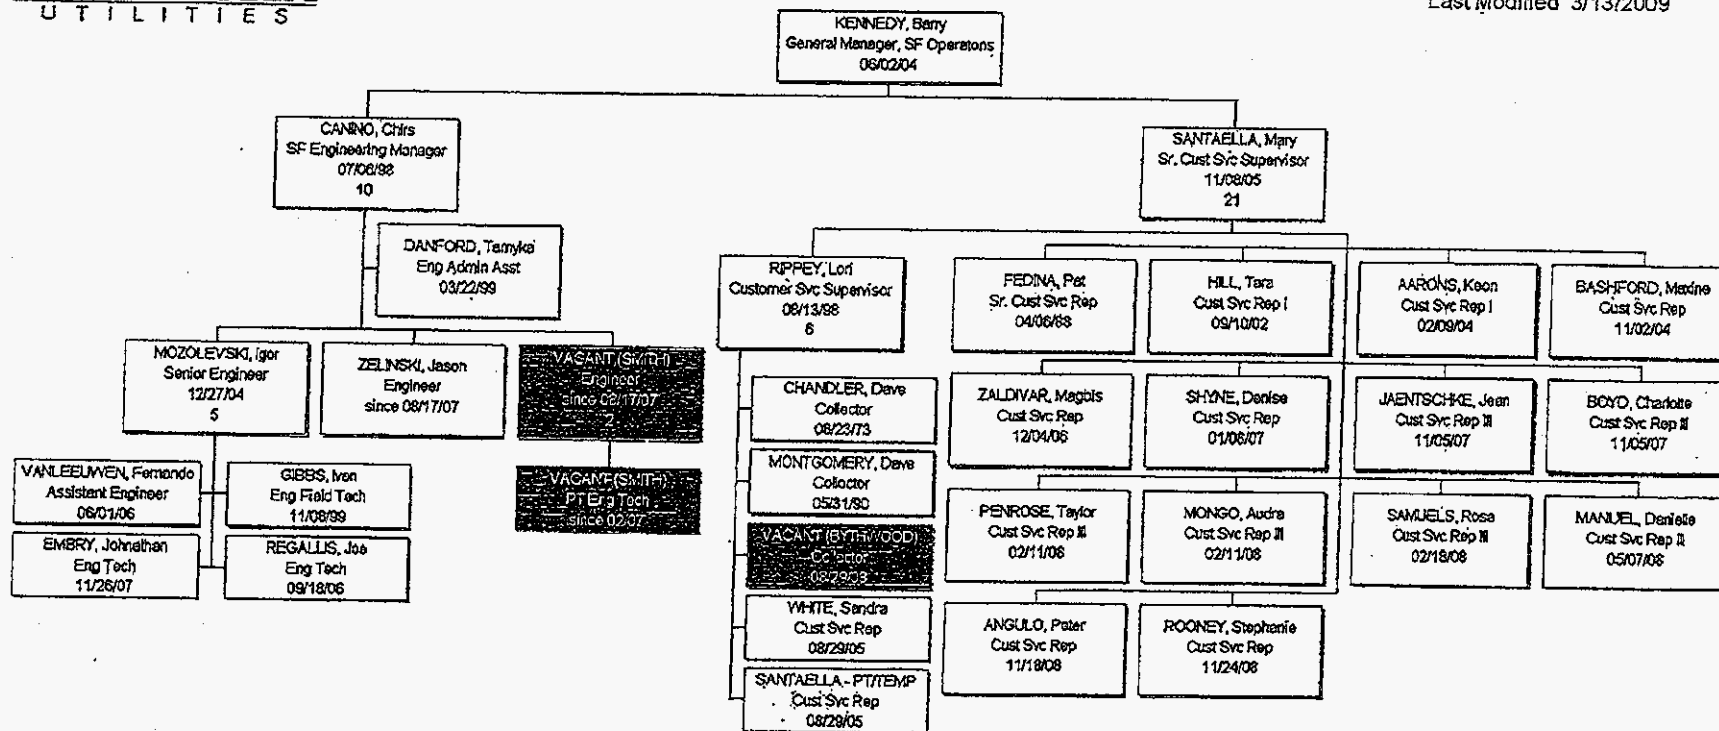 UTILITIES
Last Modified 3/13/2009
KENNEDY, Barry
General Manager, SF Operatons
06/02/04
CANINO, Chirs
SF Engineering Manager
07/06/98
10
SANTAELLA, Mary
Sr. Cust Svc Supervisor
11/08/05
21
DANFORD, Tamyka
Eng Admin Asst
03/22/99
MOZOLEVSKI, Igor
Senior Engineer
12/27/04
5
ZELINSKI, Jason
Engineer
since 08/17/07
VACANT (SMITH)
Engineer
since 08/17/07
2
VACANT (SMITH)
PT Eng Tech
since 02/07
VANLEEUWEN, Fernando
Assistant Engineer
06/01/06
GIBBS, Ivan
Eng Field Tech
11/08/99
EMBRY, Johnathan
Eng Tech
11/26/07
REGALLIS, Joe
Eng Tech
09/18/06
RIPPEY, Lori
Customer Svc Supervisor
08/13/98
6
CHANDLER, Dave
Collector
08/23/73
MONTGOMERY, Dave
Collector
05/31/90
VACANT (BYTHWOOD)
Collector
08/29/08
WHITE, Sandra
Cust Svc Rep
08/29/05
SANTAELLA - PT/TEMP
Cust Svc Rep
08/29/05
FEDINA, Pat
Sr. Cust Svc Rep
04/06/88
HILL, Tara
Cust Svc Rep I
09/10/02
AARONS, Keon
Cust Svc Rep I
02/09/04
BASHFORD, Maxine
Cust Svc Rep
11/02/04
ZALDIVAR, Magbis
Cust Svc Rep
12/04/06
SHYNE, Denise
Cust Svc Rep
01/08/07
JAENTSCHKE, Jean
Cust Svc Rep III
11/05/07
BOYD, Charlotte
Cust Svc Rep II
11/05/07
PENROSE, Taylor
Cust Svc Rep III
02/11/08
MONGO, Audra
Cust Svc Rep III
02/11/08
SAMUELS, Rosa
Cust Svc Rep III
02/18/08
MANUEL, Danielle
Cust Svc Rep II
05/07/08
ANGULO, Peter
Cust Svc Rep
11/18/08
ROONEY, Stephanie
Cust Svc Rep
11/24/08